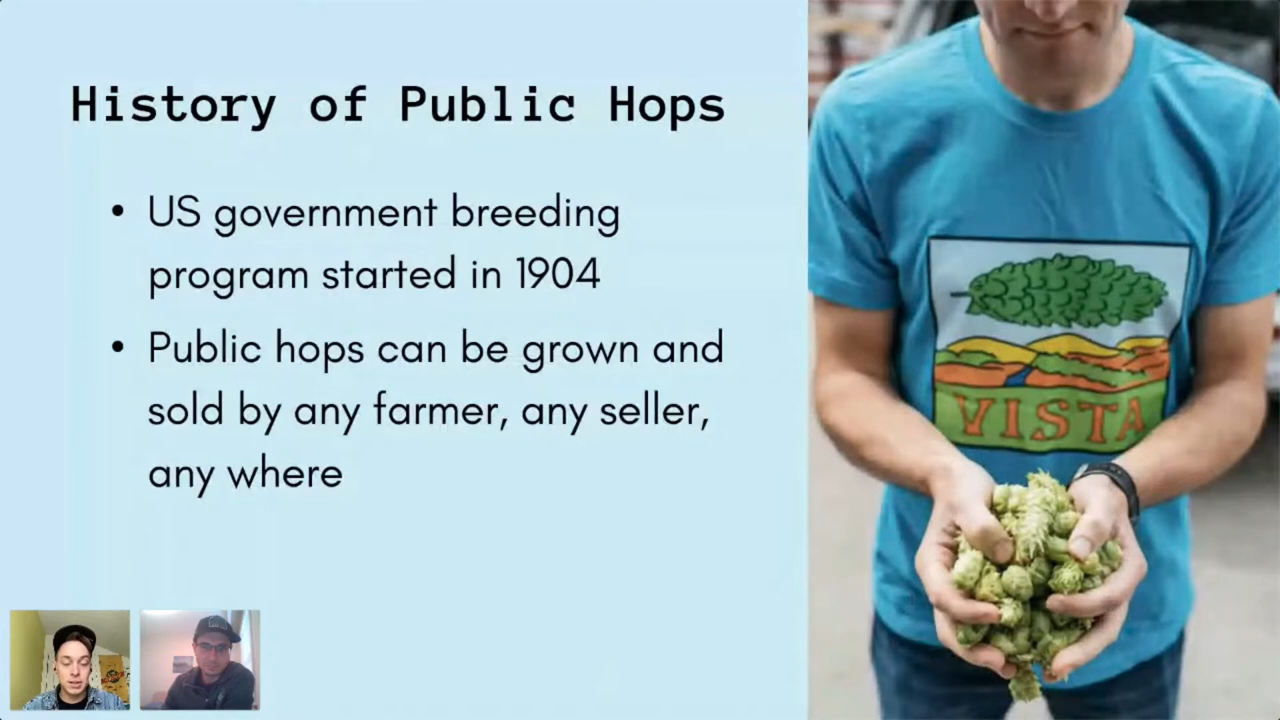 History of Public Hops
• US government breeding
program started in 1904
• Public hops can be grown and
sold by any farmer, any seller,
any where
VISTA